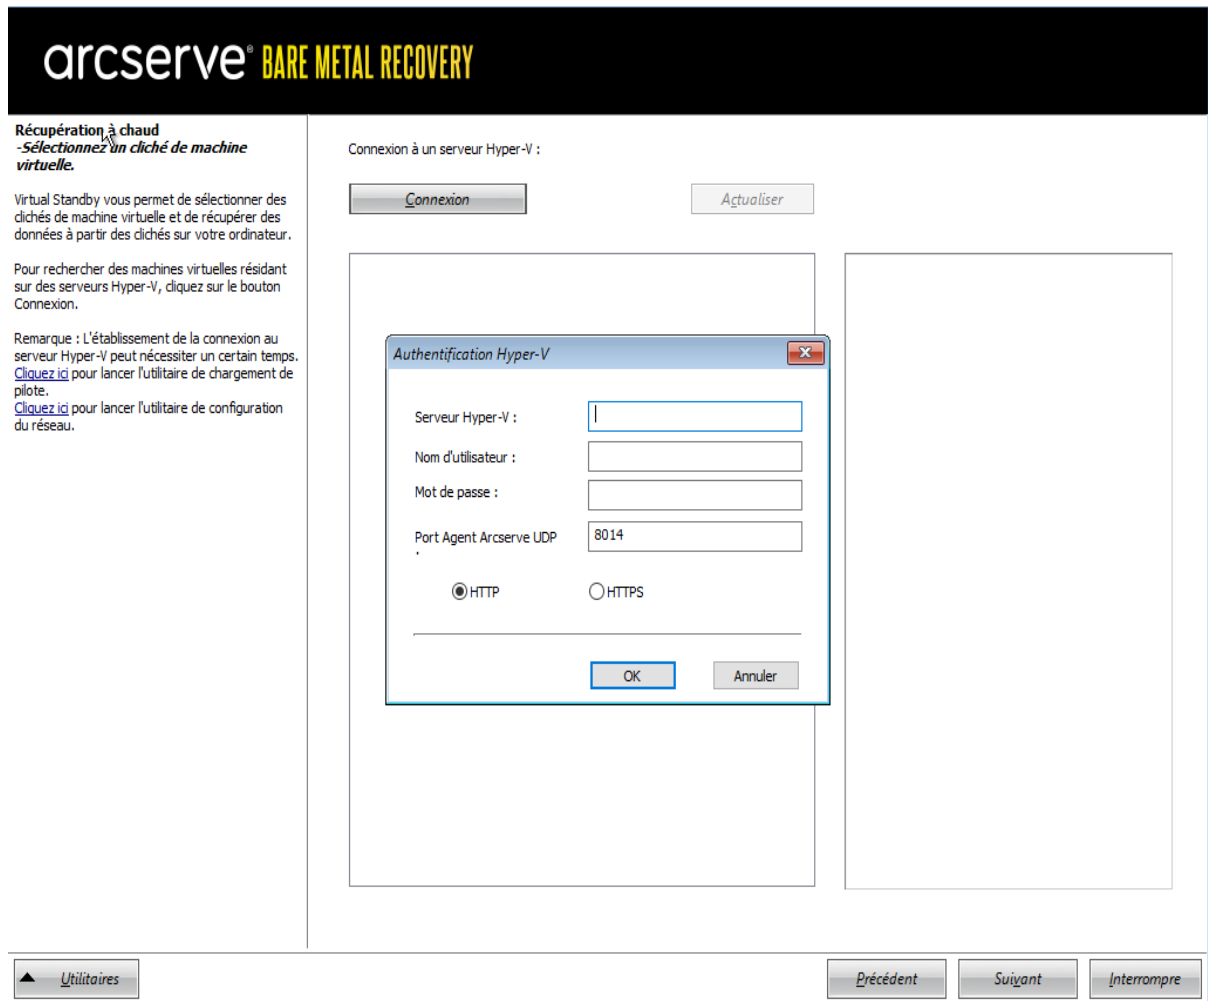 arcserve® BARE METAL RECOVERY
Récupération à chaud
-Sélectionnez un cliché de machine
virtuelle.
Virtual Standby vous permet de sélectionner des
clichés de machine virtuelle et de récupérer des
données à partir des clichés sur votre ordinateur.
Pour rechercher des machines virtuelles résidant
sur des serveurs Hyper-V, cliquez sur le bouton
Connexion.
Remarque : L'établissement de la connexion au
serveur Hyper-V peut nécessiter un certain temps.
Cliquez ici pour lancer l'utilitaire de chargement de
pilote.
Cliquez ici pour lancer l'utilitaire de configuration
du réseau.
Connexion à un serveur Hyper-V :
Connexion
Actualiser
Authentification Hyper-V
Serveur Hyper-V :
Nom d'utilisateur :
Mot de passe :
Port Agent Arcserve UDP
8014
HTTP
HTTPS
OK
Annuler
Utilitaires
Précédent
Suivant
Interrompre